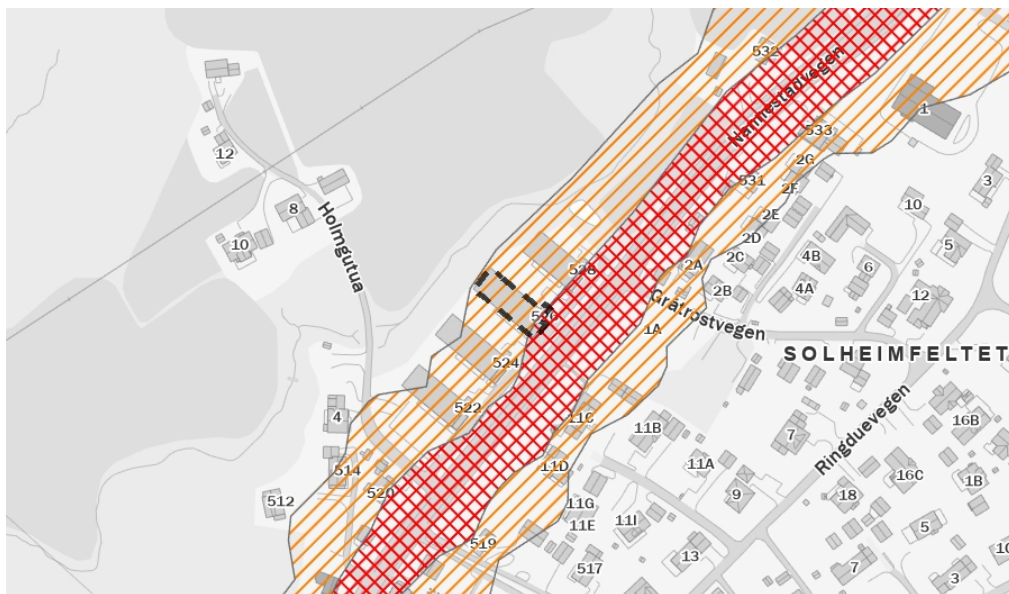 532
Nannestadvegen
1
533
12
2G
531
2F
3
8
10
2E
Holmgutua
10
2D
5
2C
4B
528
2A
6
2B
4A
12
526
Gråtrostvegen
1A
SOLHEIMFELTET
524
Ringduevegen
522
4
11C
16B
11B
7
514
11D
11A
16C
1B
520
9
18
512
11G
11I
5
11E
519
13
10
517
7
3